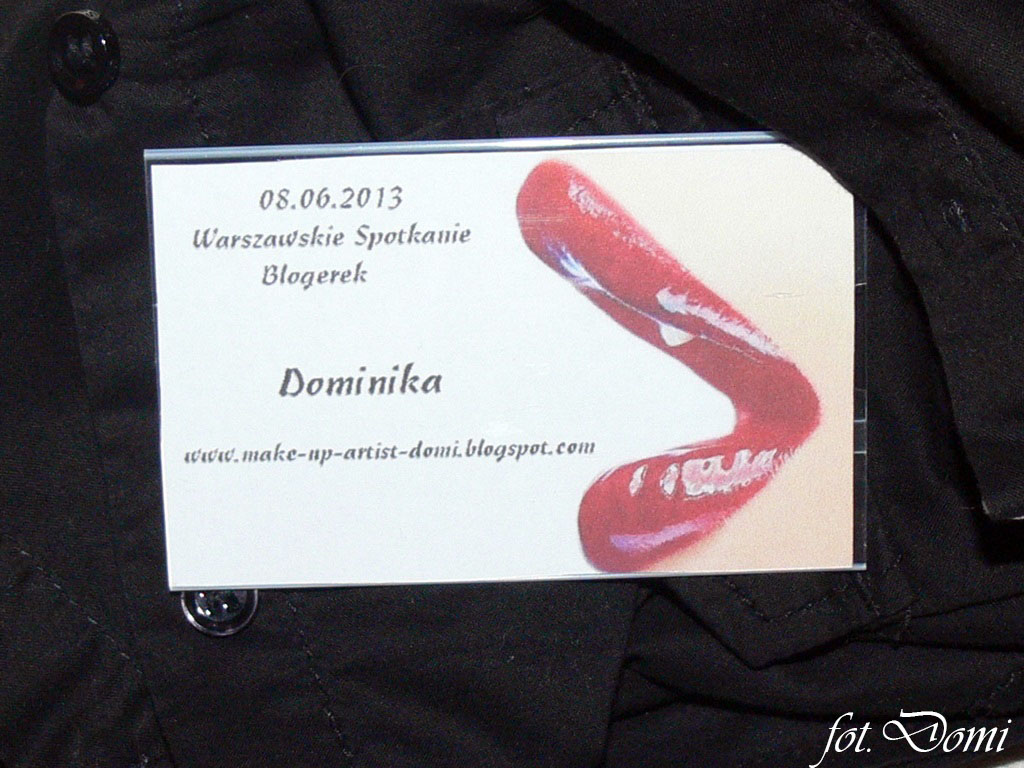 08.06.2013
Warszawskie Spotkanie
Blogerek
Dominika
www.make-up-artist-domi.blogspot.com
fot. Domi